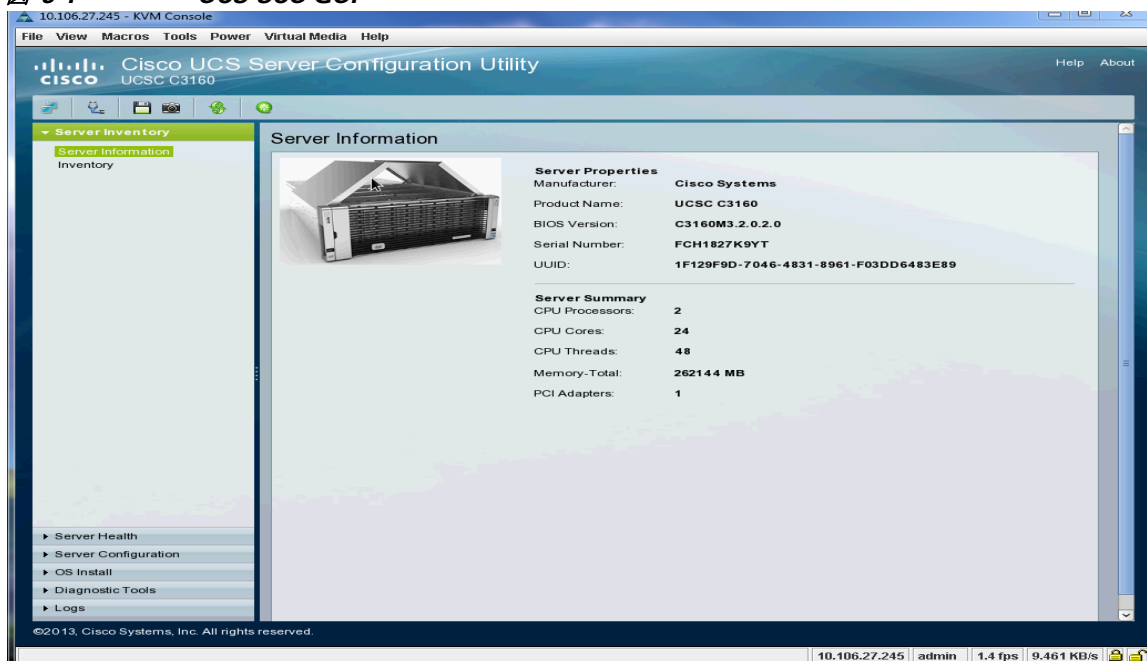 10.106.27.245 - KVM Console
File View Macros Tools Power Virtual Media Help
CISCO
Cisco UCS Server Configuration Utility
UCSC C3160
Help About
Server Inventory
Server Information
Inventory
Server Information
Server Properties
Manufacturer: Cisco Systems
Product Name: UCSC C3160
BIOS Version: C3160M3.2.0.2.0
Serial Number: FCH1827K9YT
UUID: 1F129F9D-7046-4831-8961-F03DD6483E89
Server Summary
CPU Processors: 2
CPU Cores: 24
CPU Threads: 48
Memory-Total: 262144 MB
PCI Adapters: 1
Server Health
Server Configuration
OS Install
Diagnostic Tools
Logs
©2013, Cisco Systems, Inc. All rights reserved.
10.106.27.245 admin 1.4 fps 9.461 KB/s